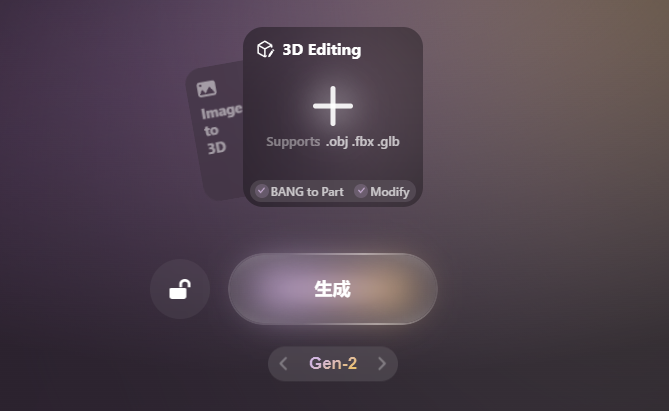 3D Editing
Image
to
3D
Supports .obj .fbx .glb
BANG to Part Modify
生成
Gen-2